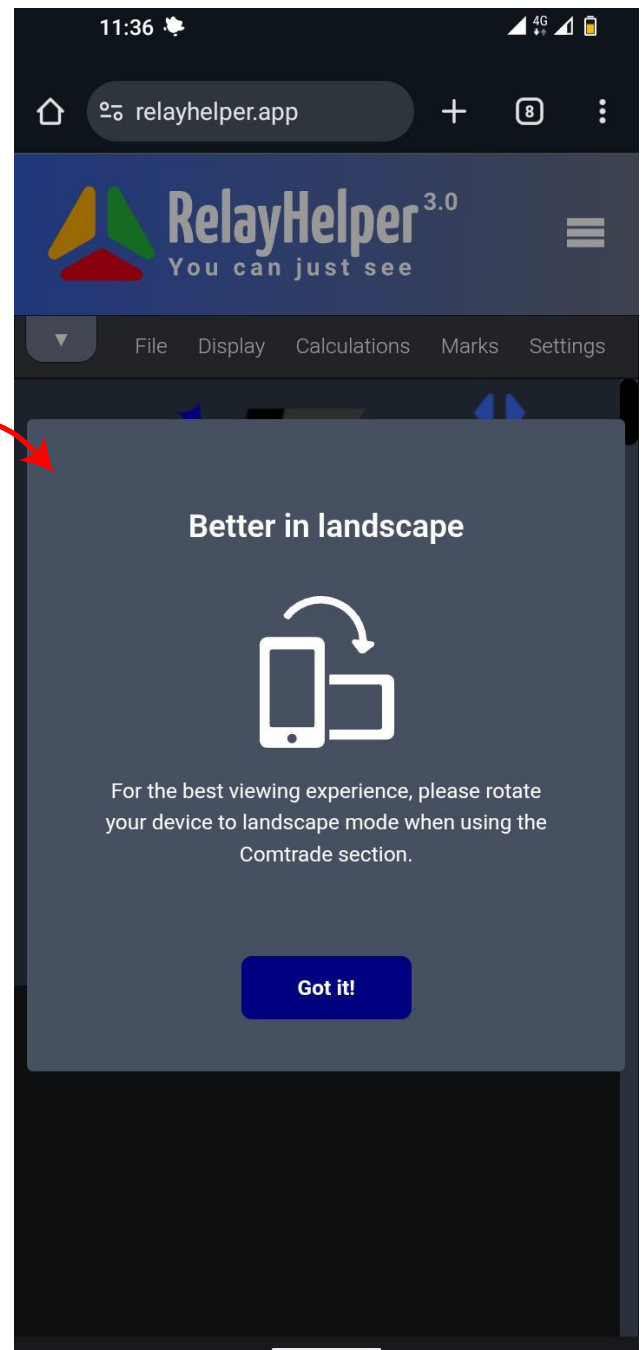 11:36
4G
relayhelper.app
8
RelayHelper 3.0
You can just see
File Display Calculations Marks Settings
Better in landscape
For the best viewing experience, please rotate
your device to landscape mode when using the
Comtrade section.
Got it!